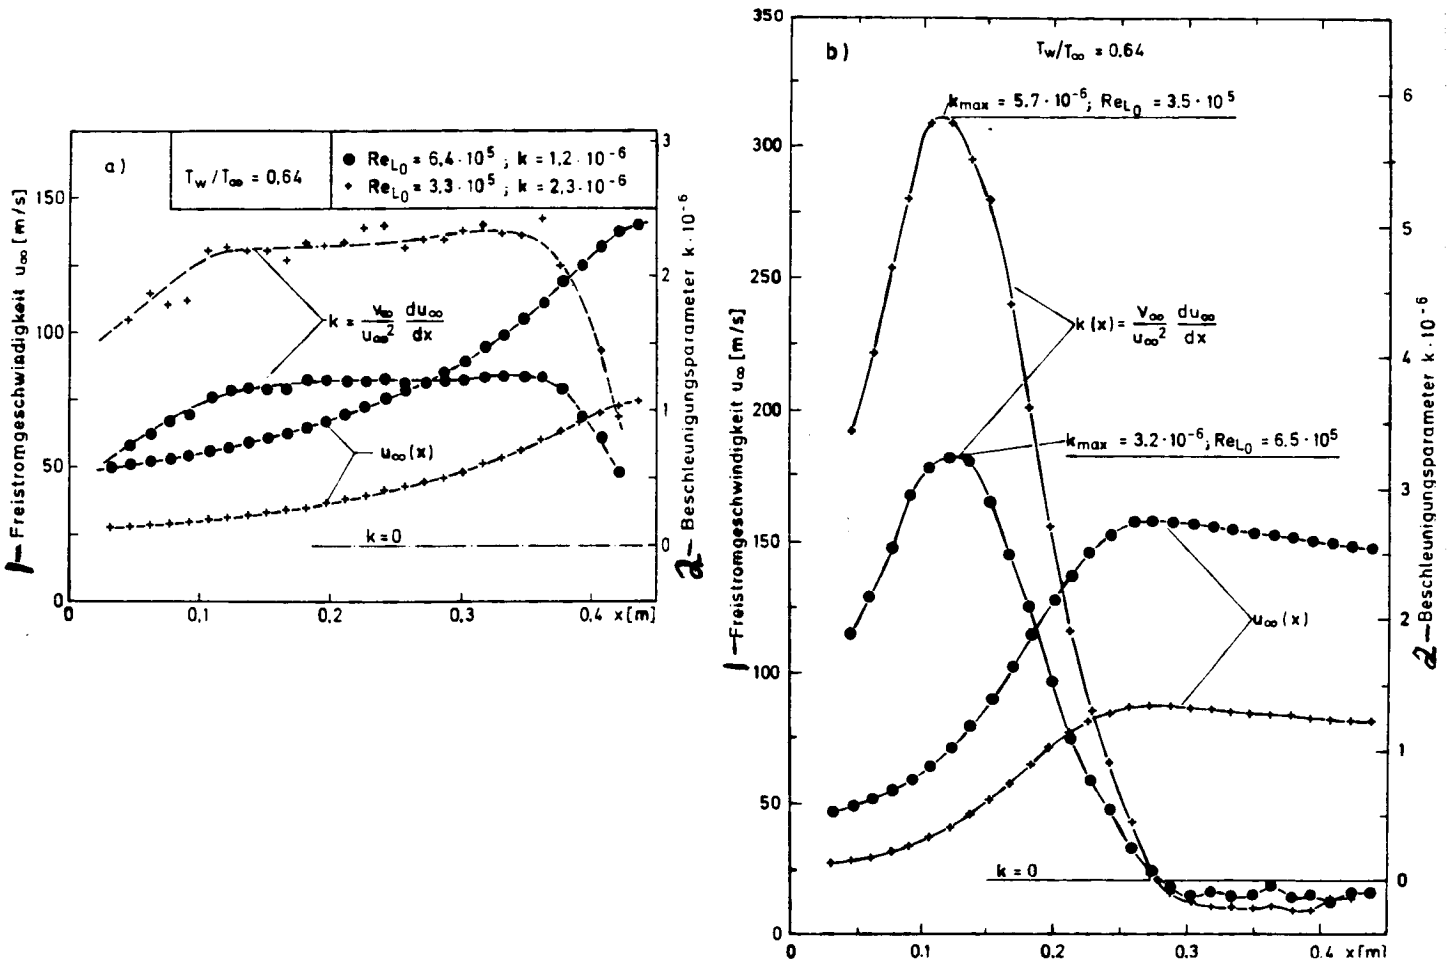 a)
T_w/T_∞ = 0,64
● Re_L0 = 6,4·10^5 ; k = 1,2·10^-6
+ Re_L0 = 3,3·10^5 ; k = 2,3·10^-6
1— Freistromgeschwindigkeit u_∞ [m/s]
150
100
50
0
k = ν_∞/u_∞^2 du_∞/dx
u_∞(x)
k=0
0
0,1
0,2
0,3
0,4
x[m]
3
2
1
0
2— Beschleunigungsparameter k·10^-6
b)
T_w/T_∞ = 0.64
k_max = 5.7·10^-6; Re_L0 = 3.5·10^5
k(x) = ν_∞/u_∞^2 du_∞/dx
k_max = 3.2·10^-6; Re_L0 = 6.5·10^5
u_∞(x)
k=0
1— Freistromgeschwindigkeit u_∞ [m/s]
350
300
250
200
150
100
50
0
0
0.1
0.2
0.3
0.4
x[m]
6
5
4
3
2
1
0
2— Beschleunigungsparameter k·10^-6